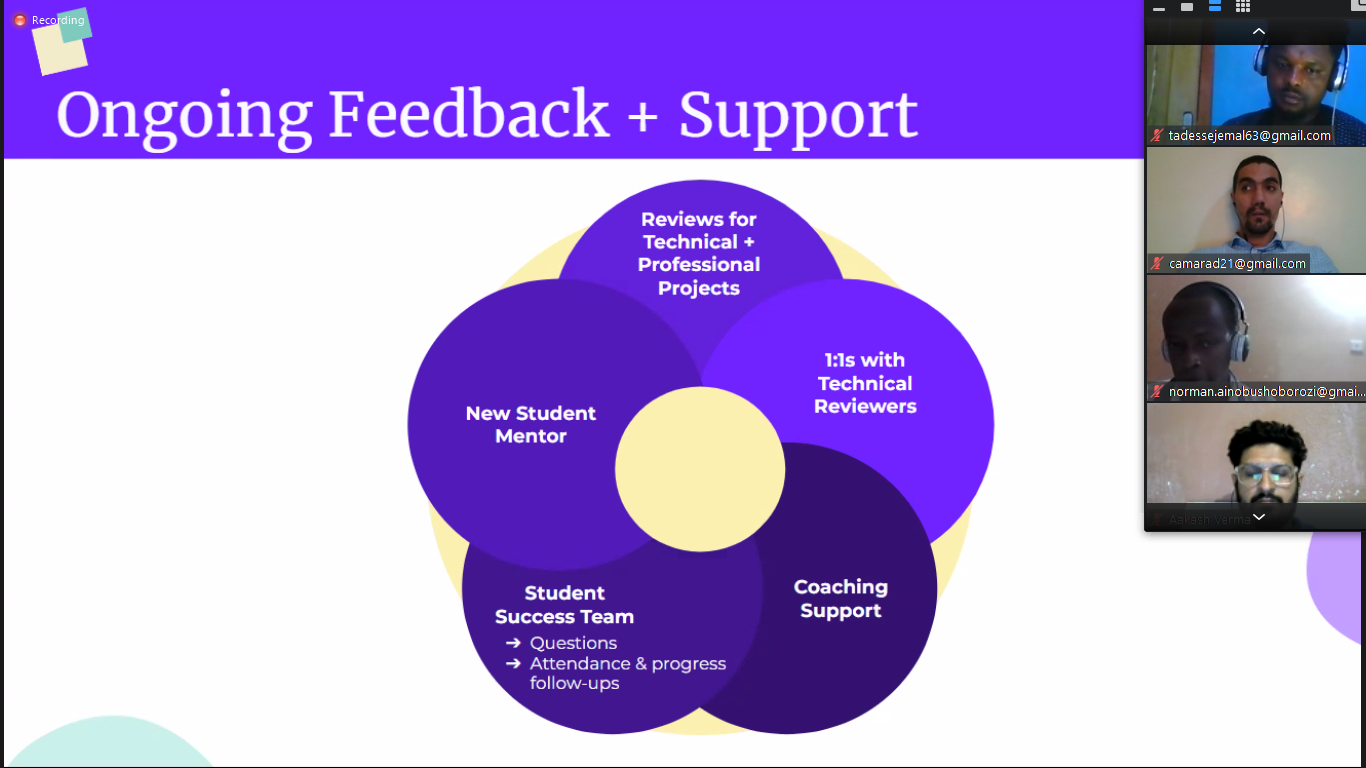 Recording
Ongoing Feedback + Support
Reviews for
Technical +
Professional
Projects
1:1s with
Technical
Reviewers
New Student
Mentor
Coaching
Support
Student
Success Team
➔ Questions
➔ Attendance & progress
follow-ups
tadessejemal63@gmail.com
camarad21@gmail.com
norman.ainobushoborozi@gmai...
Aakash Verma